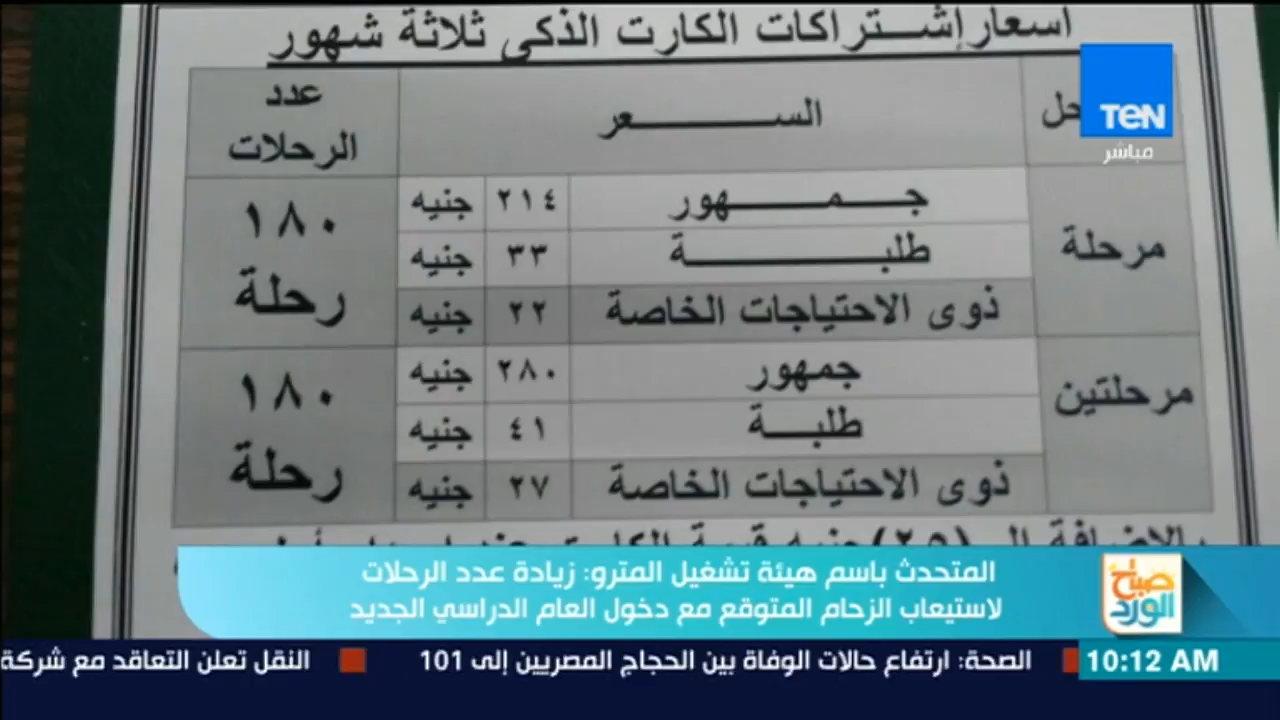 اسعار إشتراكات الكارت الذكى ثلاثة شهور
السعر
عدد الرحلات
مرحلة
جمهور ٢١٤ جنيه
طلبة ٣٣ جنيه
ذوى الاحتياجات الخاصة ٢٢ جنيه
١٨٠ رحلة
مرحلتين
جمهور ٢٨٠ جنيه
طلبة ٤١ جنيه
ذوى الاحتياجات الخاصة ٢٧ جنيه
١٨٠ رحلة
TEN
مباشر
المتحدث باسم هيئة تشغيل المترو: زيادة عدد الرحلات
لاستيعاب الزحام المتوقع مع دخول العام الدراسي الجديد
صباح
الورد
10:12 AM
الصحة: ارتفاع حالات الوفاة بين الحجاج المصريين إلى 101
النقل تعلن التعاقد مع شركة